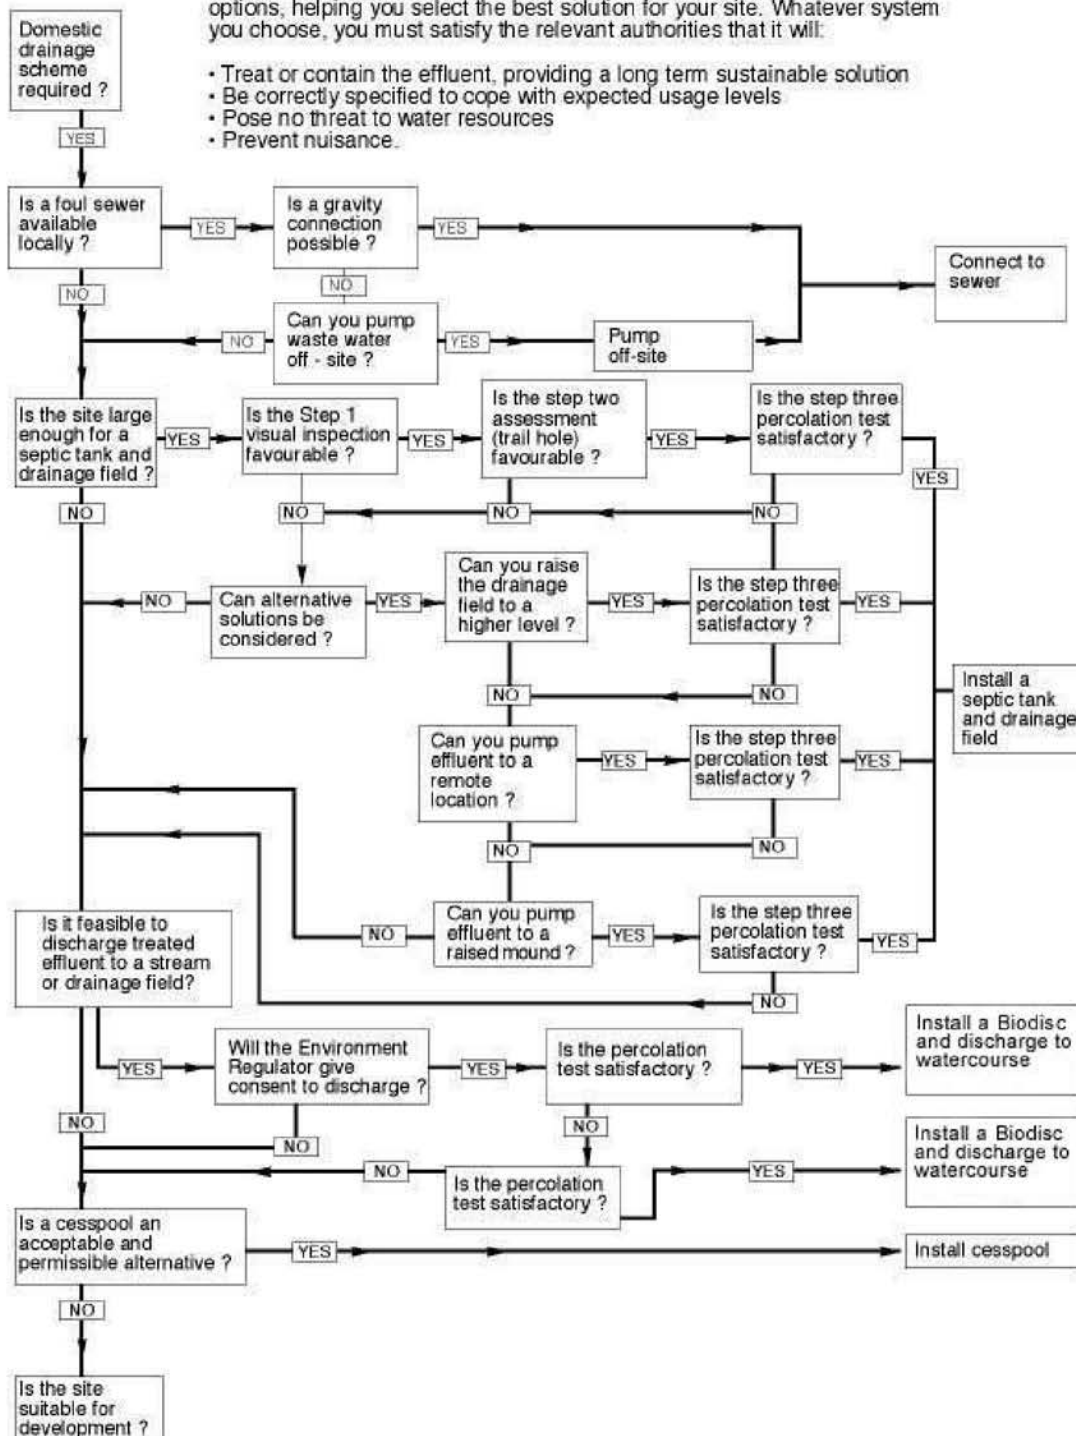 options, helping you select the best solution for your site. Whatever system
you choose, you must satisfy the relevant authorities that it will:
• Treat or contain the effluent, providing a long term sustainable solution
• Be correctly specified to cope with expected usage levels
• Pose no threat to water resources
• Prevent nuisance.
Domestic
drainage
scheme
required ?
YES
Is a foul sewer
available
locally ?
YES
Is a gravity
connection
possible ?
YES
Connect to
sewer
NO
NO
Can you pump
waste water
off - site ?
NO
YES
Pump
off-site
Is the site large
enough for a
septic tank and
drainage field ?
YES
Is the Step 1
visual inspection
favourable ?
YES
Is the step two
assessment
(trail hole)
favourable ?
YES
Is the step three
percolation test
satisfactory ?
YES
NO
NO
NO
NO
NO
Can alternative
solutions be
considered ?
YES
Can you raise
the drainage
field to a
higher level ?
YES
Is the step three
percolation test
satisfactory ?
YES
NO
NO
Install a
septic tank
and drainage
field
Can you pump
effluent to a
remote
location ?
YES
Is the step three
percolation test
satisfactory ?
YES
NO
NO
Can you pump
effluent to a
raised mound ?
NO
YES
Is the step three
percolation test
satisfactory ?
YES
NO
Is it feasible to
discharge treated
effluent to a stream
or drainage field?
YES
Will the Environment
Regulator give
consent to discharge ?
YES
Is the percolation
test satisfactory ?
YES
Install a Biodisc
and discharge to
watercourse
NO
NO
NO
NO
Is the percolation
test satisfactory ?
YES
Install a Biodisc
and discharge to
watercourse
Is a cesspool an
acceptable and
permissible alternative ?
YES
Install cesspool
NO
Is the site
suitable for
development ?